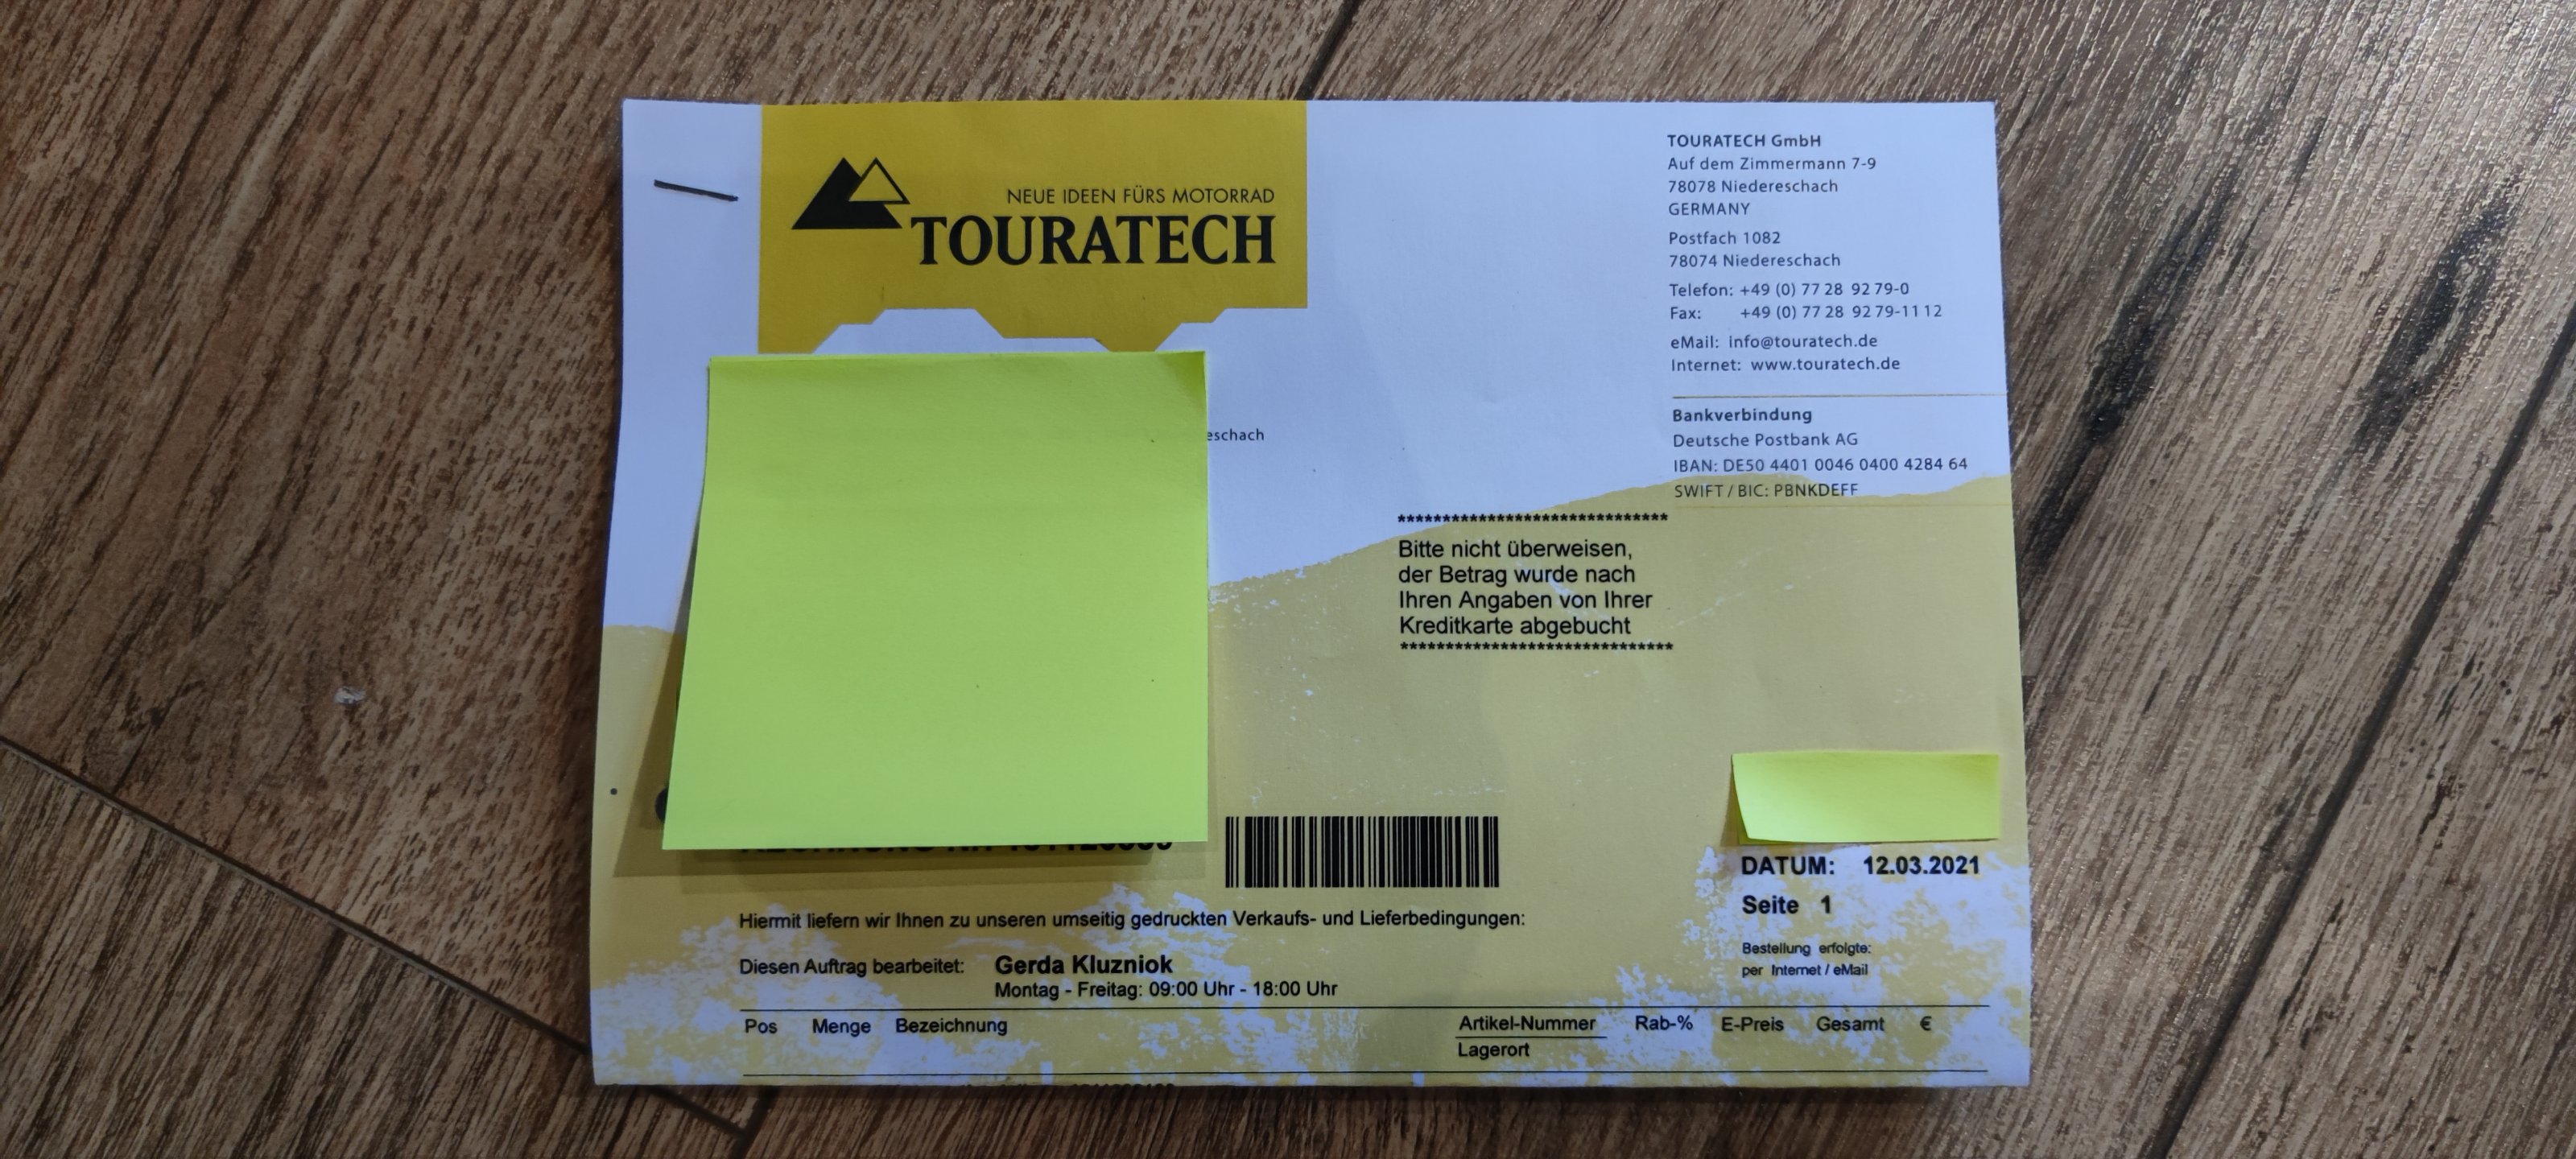 NEUE IDEEN FÜRS MOTORRAD
TOURATECH
TOURATECH GmbH
Auf dem Zimmermann 7-9
78078 Niedereschach
GERMANY
Postfach 1082
78074 Niedereschach
Telefon: +49 (0) 77 28 92 79-0
Fax: +49 (0) 77 28 92 79-11 12
eMail: info@touratech.de
Internet: www.touratech.de
Bankverbindung
Deutsche Postbank AG
IBAN: DE50 4401 0046 0400 4284 64
SWIFT / BIC: PBNKDEFF
eschach
*******************************
Bitte nicht überweisen,
der Betrag wurde nach
Ihren Angaben von Ihrer
Kreditkarte abgebucht
*******************************
DATUM: 12.03.2021
Seite 1
Bestellung erfolgte:
per Internet / eMail
Hiermit liefern wir Ihnen zu unseren umseitig gedruckten Verkaufs- und Lieferbedingungen:
Diesen Auftrag bearbeitet: Gerda Kluzniok
Montag - Freitag: 09:00 Uhr - 18:00 Uhr
Pos Menge Bezeichnung Artikel-Nummer Rab-% E-Preis Gesamt €
Lagerort